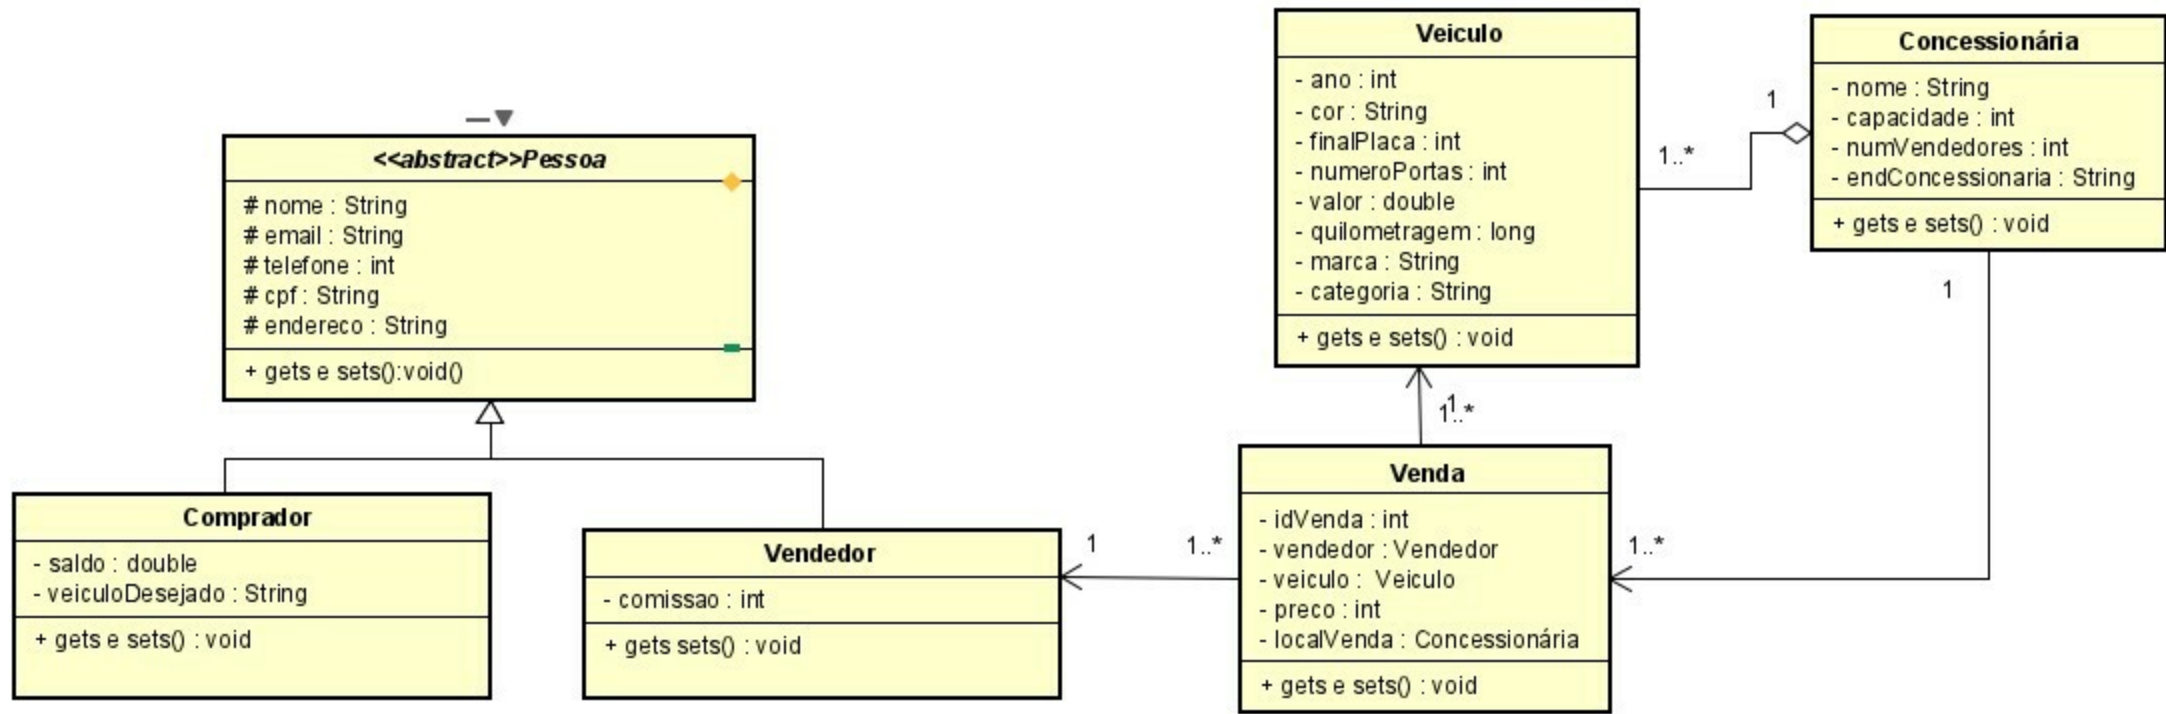 <<abstract>>Pessoa
# nome : String
# email : String
# telefone : int
# cpf : String
# endereco : String
+ gets e sets():void()
Comprador
- saldo : double
- veiculoDesejado : String
+ gets e sets() : void
Vendedor
- comissao : int
+ gets sets() : void
1
1..*
Veiculo
- ano : int
- cor : String
- finalPlaca : int
- numeroPortas : int
- valor : double
- quilometragem : long
- marca : String
- categoria : String
+ gets e sets() : void
1
1..*
Venda
- idVenda : int
- vendedor : Vendedor
- veiculo :  Veiculo
- preco : int
- localVenda : Concessionária
+ gets e sets() : void
1..*
1
Concessionária
- nome : String
- capacidade : int
- numVendedores : int
- endConcessionaria : String
+ gets e sets() : void
1
1..*